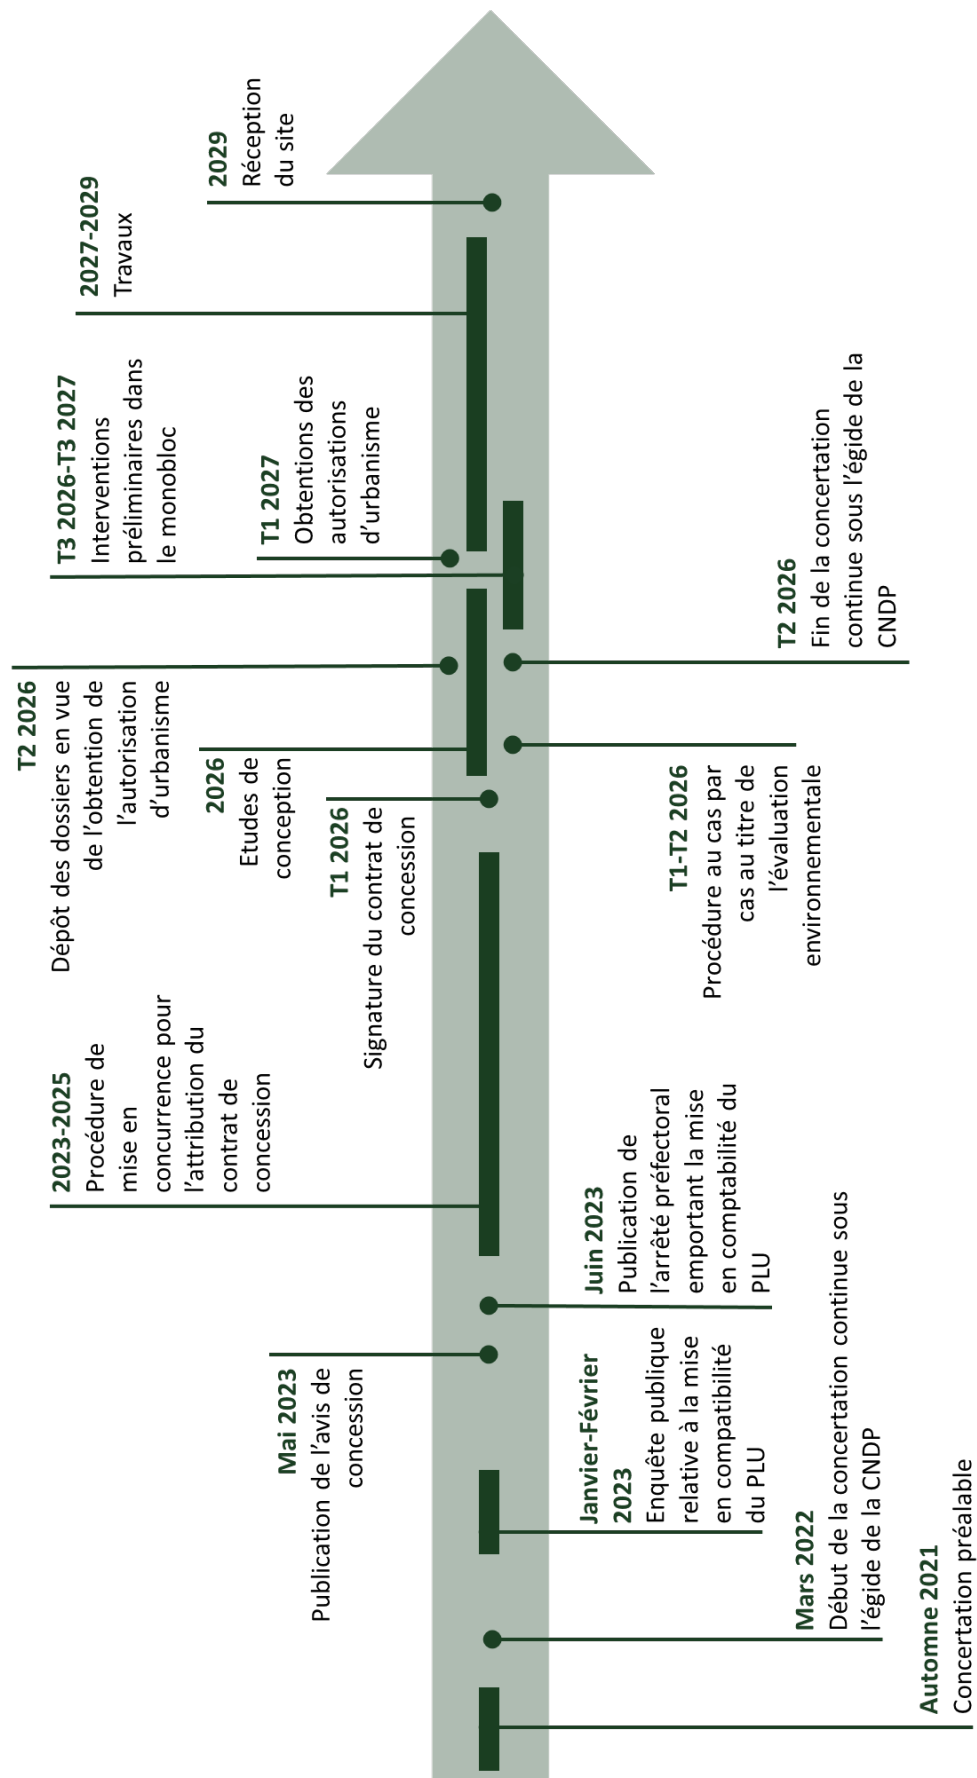 Automne 2021
Concertation préalable
Mars 2022
Début de la concertation continue sous
l'égide de la CNDP
Janvier-Février
2023
Enquête publique
relative à la mise
en compatibilité
du PLU
Mai 2023
Publication de l'avis de
concession
Juin 2023
Publication de
l'arrêté préfectoral
emportant la mise
en comptabilité du
PLU
2023-2025
Procédure de
mise en
concurrence pour
l'attribution du
contrat de
concession
T1 2026
Signature du contrat de
concession
2026
Etudes de
conception
T1-T2 2026
Procédure au cas par
cas au titre de
l'évaluation
environnementale
T2 2026
Dépôt des dossiers en vue
de l'obtention de
l'autorisation
d'urbanisme
T2 2026
Fin de la concertation
continue sous l'égide de la
CNDP
T3 2026-T3 2027
Interventions
préliminaires dans
le monobloc
T1 2027
Obtentions des
autorisations
d'urbanisme
2027-2029
Travaux
2029
Réception
du site